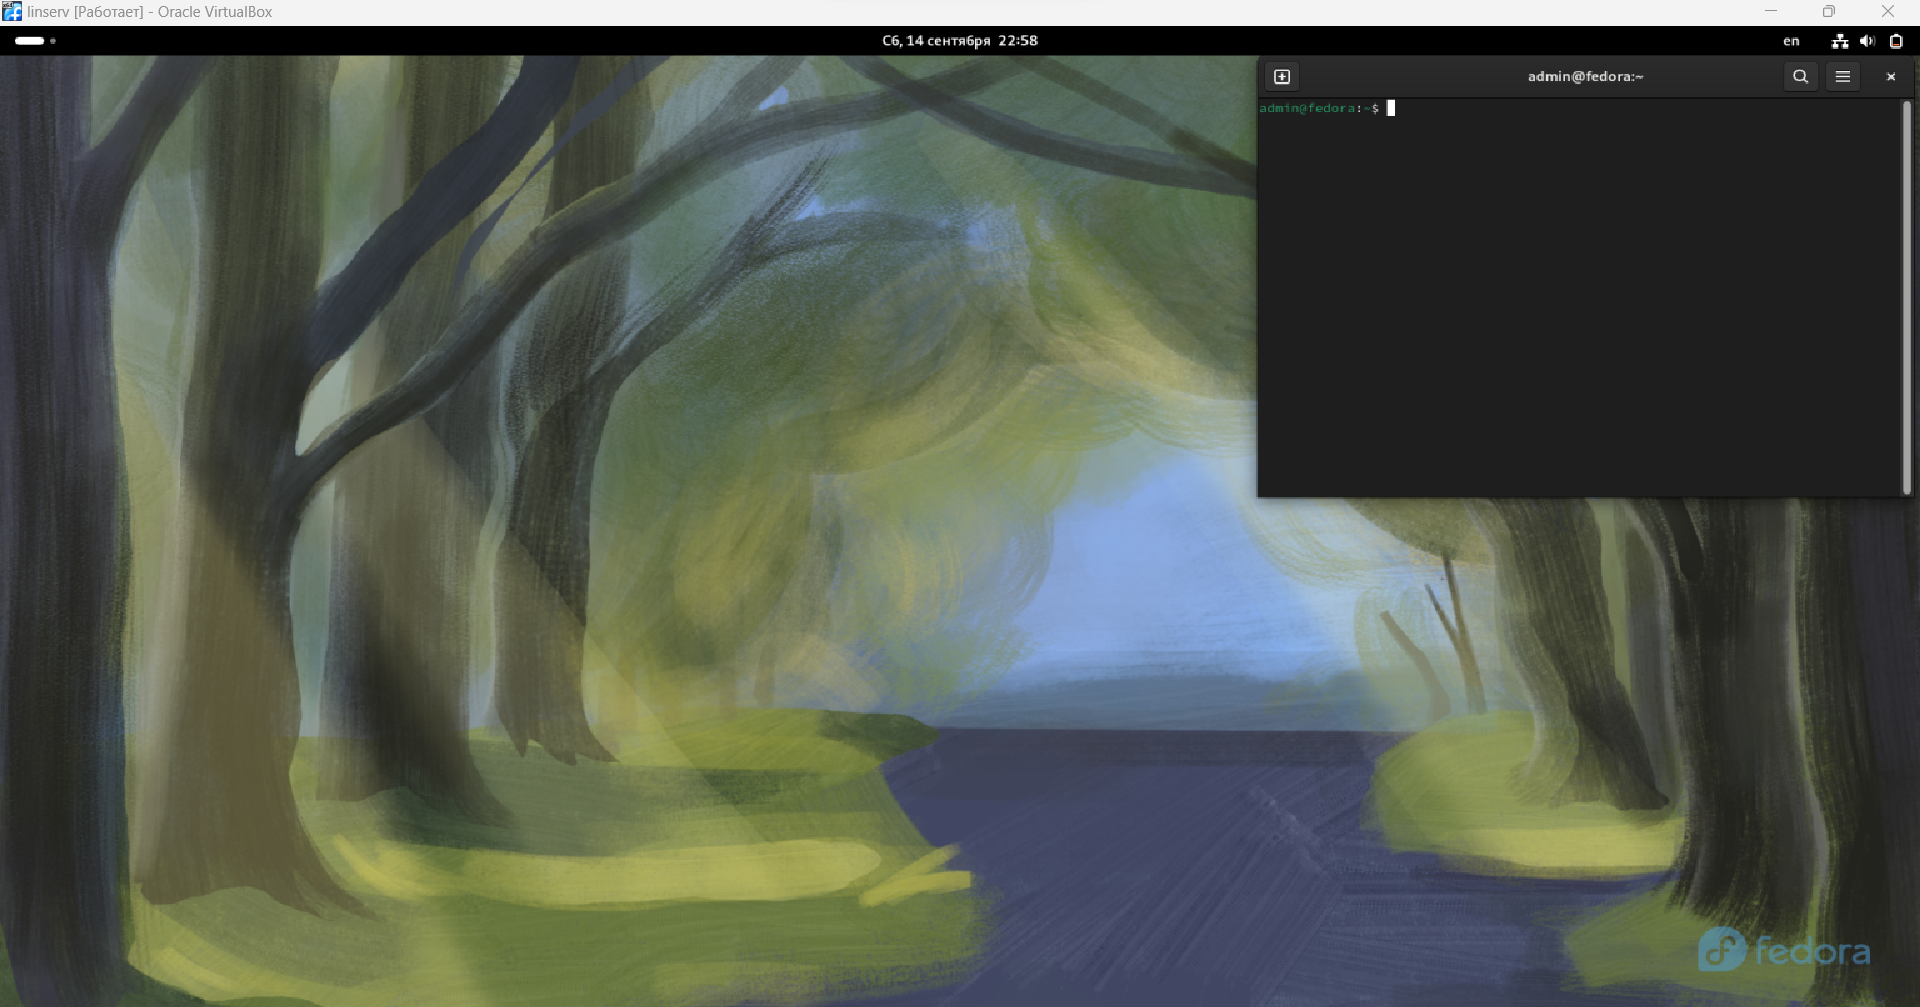 linserv [Работает] - Oracle VirtualBox
Сб, 14 сентября 22:58
en
admin@fedora:~
admin@fedora:~$
fedora